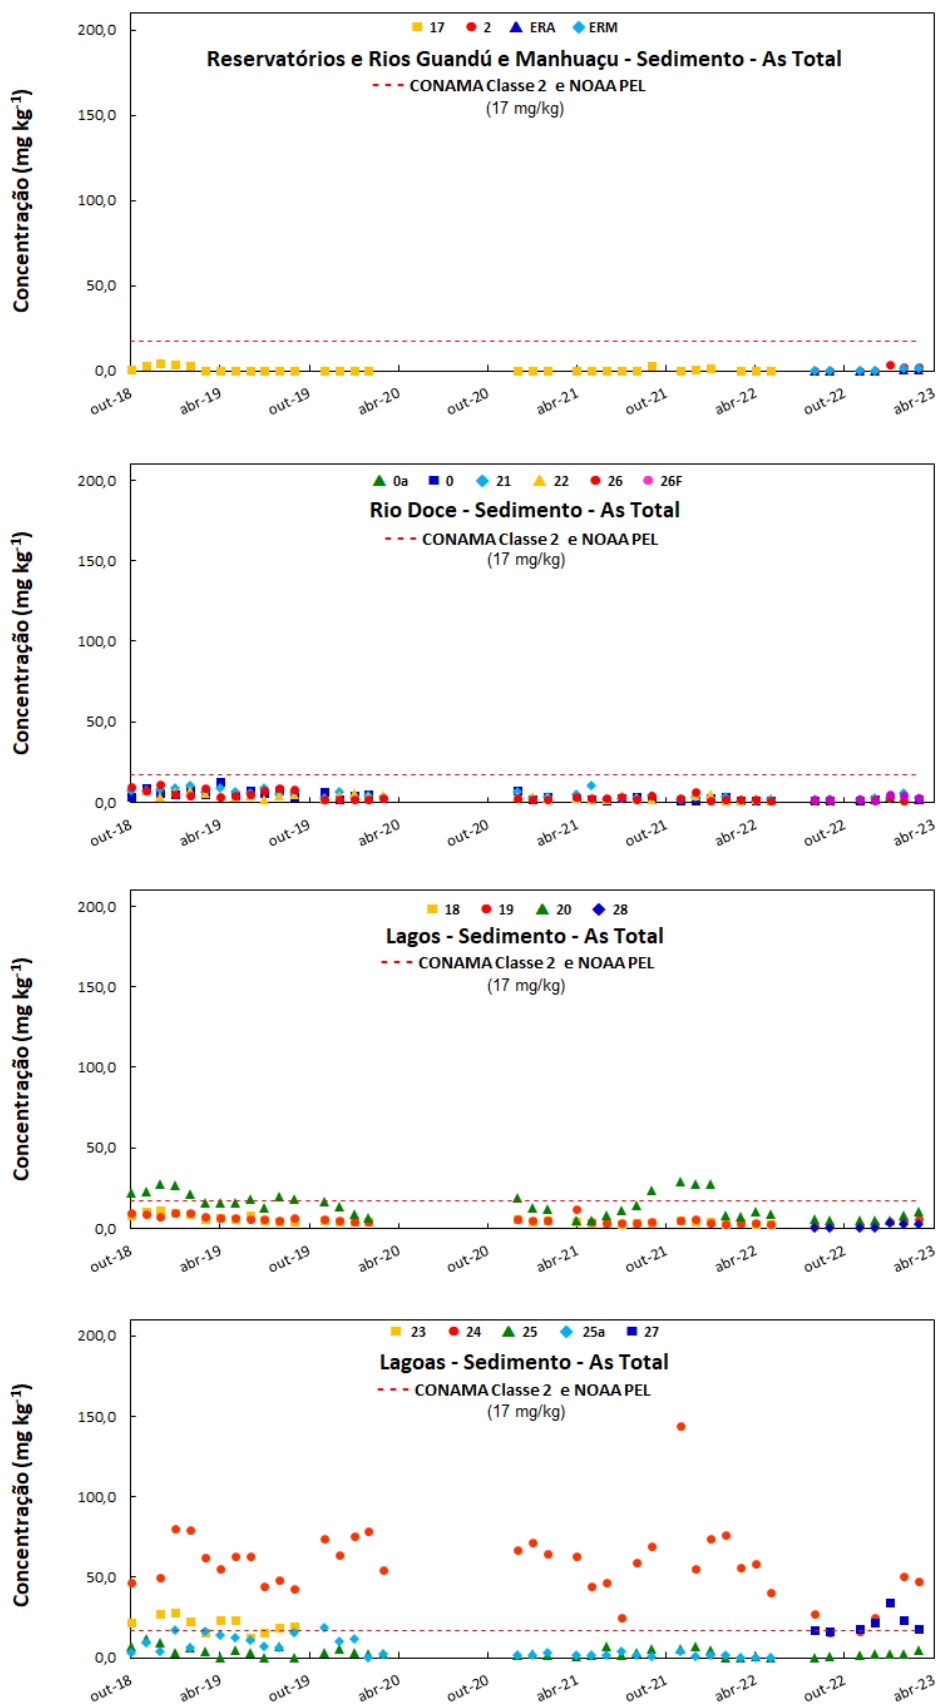 17 2 ERA ERM
Reservatórios e Rios Guandú e Manhuaçu - Sedimento - As Total
CONAMA Classe 2 e NOAA PEL
(17 mg/kg)
Concentração (mg kg⁻¹)
200,0
150,0
100,0
50,0
0,0
out-18 abr-19 out-19 abr-20 out-20 abr-21 out-21 abr-22 out-22 abr-23
0a 0 21 22 26 26F
Rio Doce - Sedimento - As Total
CONAMA Classe 2 e NOAA PEL
(17 mg/kg)
Concentração (mg kg⁻¹)
200,0
150,0
100,0
50,0
0,0
out-18 abr-19 out-19 abr-20 out-20 abr-21 out-21 abr-22 out-22 abr-23
18 19 20 28
Lagos - Sedimento - As Total
CONAMA Classe 2 e NOAA PEL
(17 mg/kg)
Concentração (mg kg⁻¹)
200,0
150,0
100,0
50,0
0,0
out-18 abr-19 out-19 abr-20 out-20 abr-21 out-21 abr-22 out-22 abr-23
23 24 25 25a 27
Lagoas - Sedimento - As Total
CONAMA Classe 2 e NOAA PEL
(17 mg/kg)
Concentração (mg kg⁻¹)
200,0
150,0
100,0
50,0
0,0
out-18 abr-19 out-19 abr-20 out-20 abr-21 out-21 abr-22 out-22 abr-23